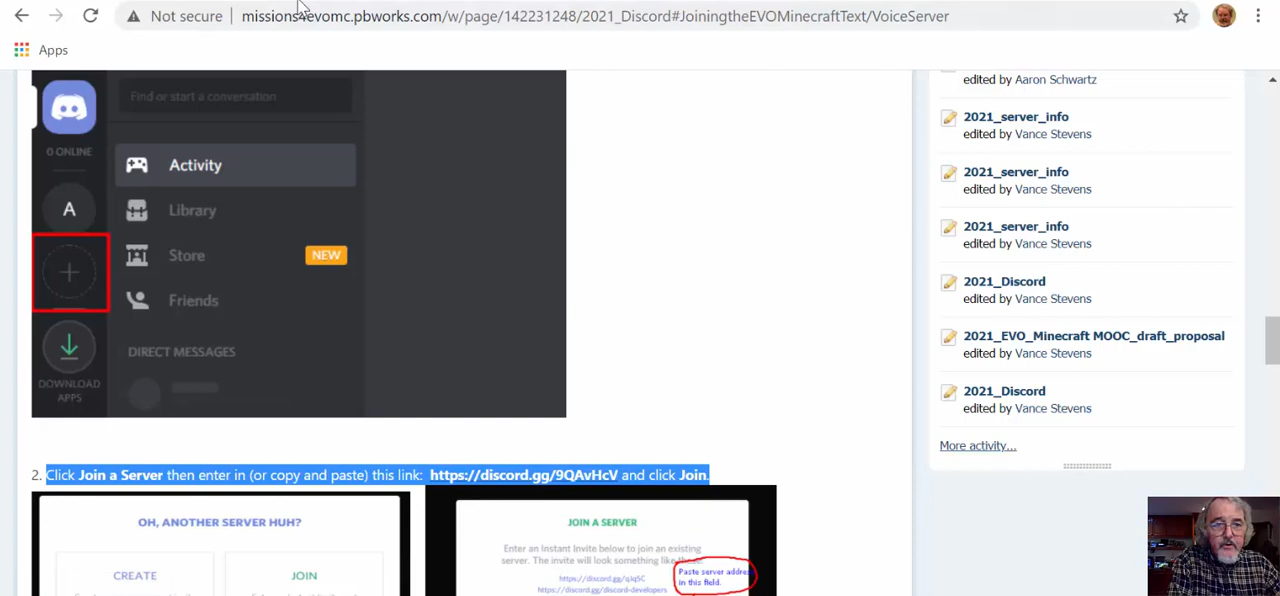 Not secure
missions4evomc.pbworks.com/w/page/142231248/2021_Discord#JoiningtheEVOMinecraftText/VoiceServer
Apps
Find or start a conversation
0 ONLINE
Activity
A
Library
Store
NEW
Friends
DIRECT MESSAGES
DOWNLOAD
APPS
2. Click Join a Server then enter in (or copy and paste) this link: https://discord.gg/9QAvHcV and click Join.
OH, ANOTHER SERVER HUH?
CREATE
JOIN
JOIN A SERVER
Enter an Instant Invite below to join an existing
server. The invite will look something like these:
https://discord.gg/qJq5C
https://discord.gg/discord-developers
Paste server address
in this field.
edited by Aaron Schwartz
2021_server_info
edited by Vance Stevens
2021_server_info
edited by Vance Stevens
2021_server_info
edited by Vance Stevens
2021_Discord
edited by Vance Stevens
2021_EVO_Minecraft MOOC_draft_proposal
edited by Vance Stevens
2021_Discord
edited by Vance Stevens
More activity...